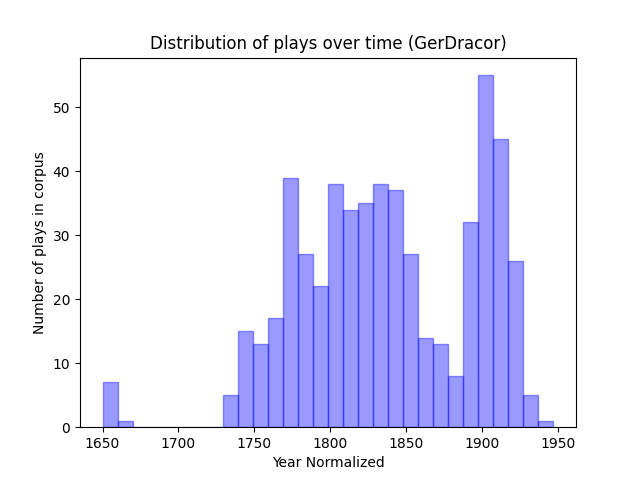 Distribution of plays over time (GerDracor)
Number of plays in corpus
50
40
30
20
10
0
1650 1700 1750 1800 1850 1900 1950
Year Normalized